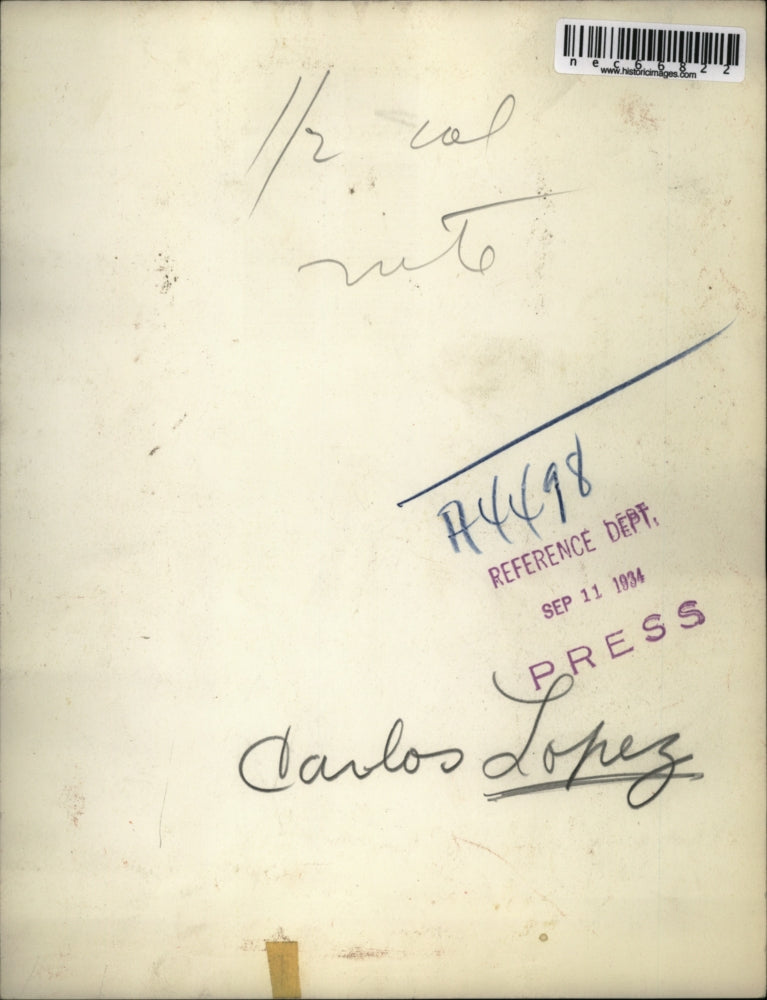 nec66822
www.historicimages.com
1/2 col
A4498
REFERENCE DEPT.
SEP 11 1934
PRESS
Carlos Lopez